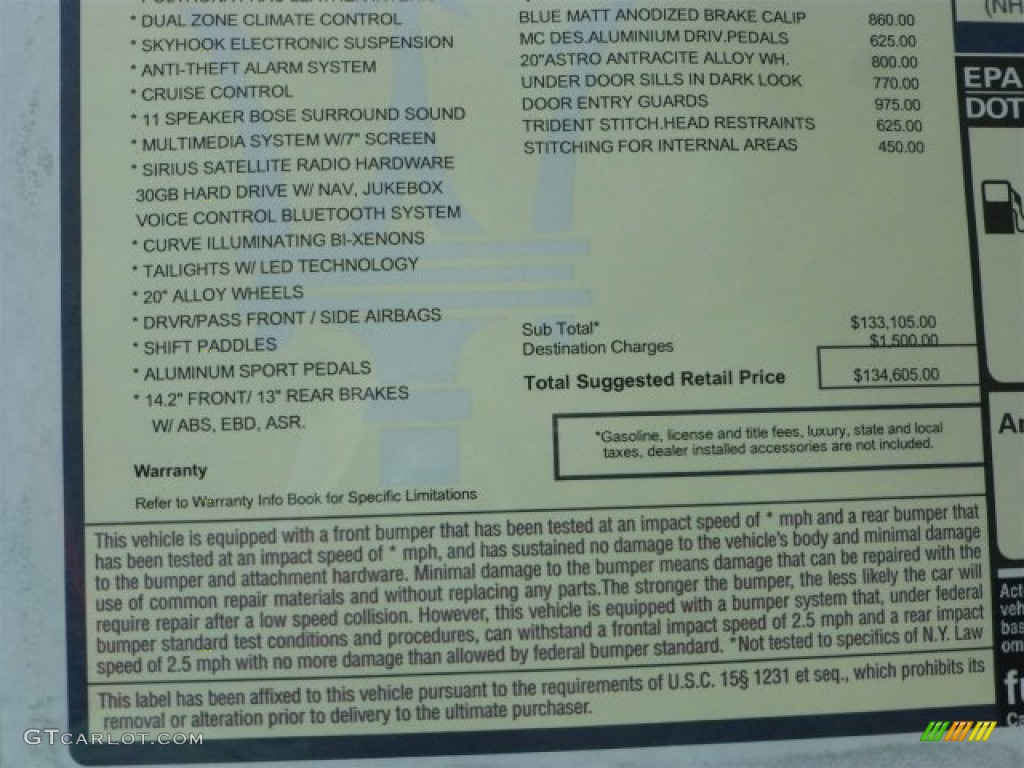 * DUAL ZONE CLIMATE CONTROL
* SKYHOOK ELECTRONIC SUSPENSION
* ANTI-THEFT ALARM SYSTEM
* CRUISE CONTROL
* 11 SPEAKER BOSE SURROUND SOUND
* MULTIMEDIA SYSTEM W/7" SCREEN
* SIRIUS SATELLITE RADIO HARDWARE
30GB HARD DRIVE W/ NAV, JUKEBOX
VOICE CONTROL BLUETOOTH SYSTEM
* CURVE ILLUMINATING BI-XENONS
* TAILIGHTS W/ LED TECHNOLOGY
* 20" ALLOY WHEELS
* DRVR/PASS FRONT / SIDE AIRBAGS
* SHIFT PADDLES
* ALUMINUM SPORT PEDALS
* 14.2" FRONT/ 13" REAR BRAKES
W/ ABS, EBD, ASR.
Warranty
Refer to Warranty Info Book for Specific Limitations
BLUE MATT ANODIZED BRAKE CALIP 860.00
MC DES.ALUMINIUM DRIV.PEDALS 625.00
20"ASTRO ANTRACITE ALLOY WH. 800.00
UNDER DOOR SILLS IN DARK LOOK 770.00
DOOR ENTRY GUARDS 975.00
TRIDENT STITCH.HEAD RESTRAINTS 625.00
STITCHING FOR INTERNAL AREAS 450.00
Sub Total* $133,105.00
Destination Charges $1,500.00
Total Suggested Retail Price $134,605.00
*Gasoline, license and title fees, luxury, state and local
taxes, dealer installed accessories are not included.
This vehicle is equipped with a front bumper that has been tested at an impact speed of * mph and a rear bumper that
has been tested at an impact speed of * mph, and has sustained no damage to the vehicle's body and minimal damage
to the bumper and attachment hardware. Minimal damage to the bumper means damage that can be repaired with the
use of common repair materials and without replacing any parts.The stronger the bumper, the less likely the car will
require repair after a low speed collision. However, this vehicle is equipped with a bumper system that, under federal
bumper standard test conditions and procedures, can withstand a frontal impact speed of 2.5 mph and a rear impact
speed of 2.5 mph with no more damage than allowed by federal bumper standard. *Not tested to specifics of N.Y. Law
This label has been affixed to this vehicle pursuant to the requirements of U.S.C. 15§ 1231 et seq., which prohibits its
removal or alteration prior to delivery to the ultimate purchaser.
(NH
EPA
DOT
GTCARLOT.COM